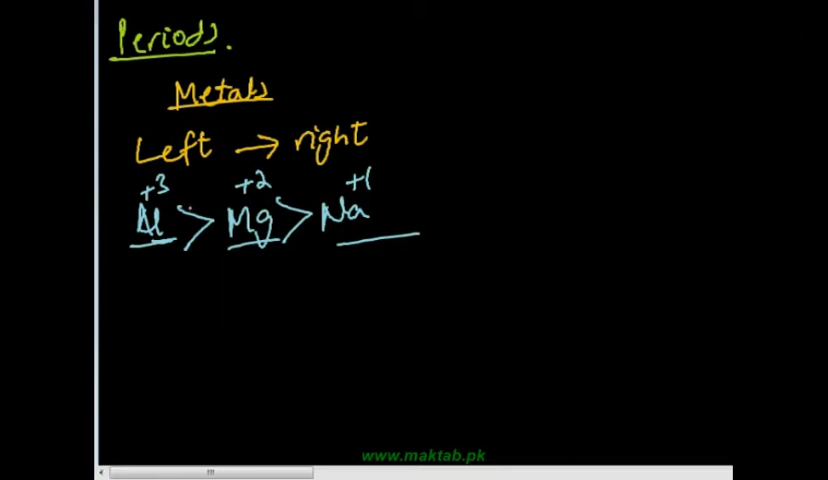 Periods.
Metals
Left → right
+3 +2 +1
Al > Mg > Na
www.maktab.pk